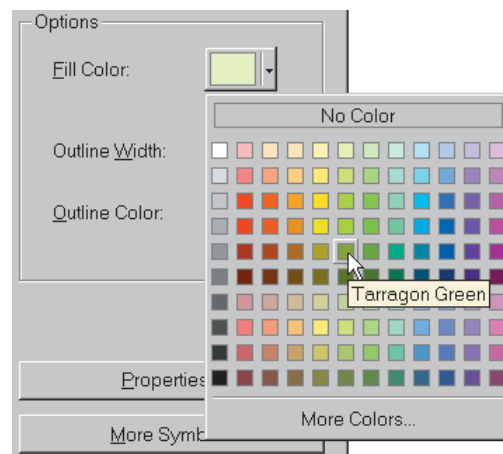 Options
Fill Color:
No Color
Outline Width:
Outline Color:
Tarragon Green
Properties
More Symb
More Colors...